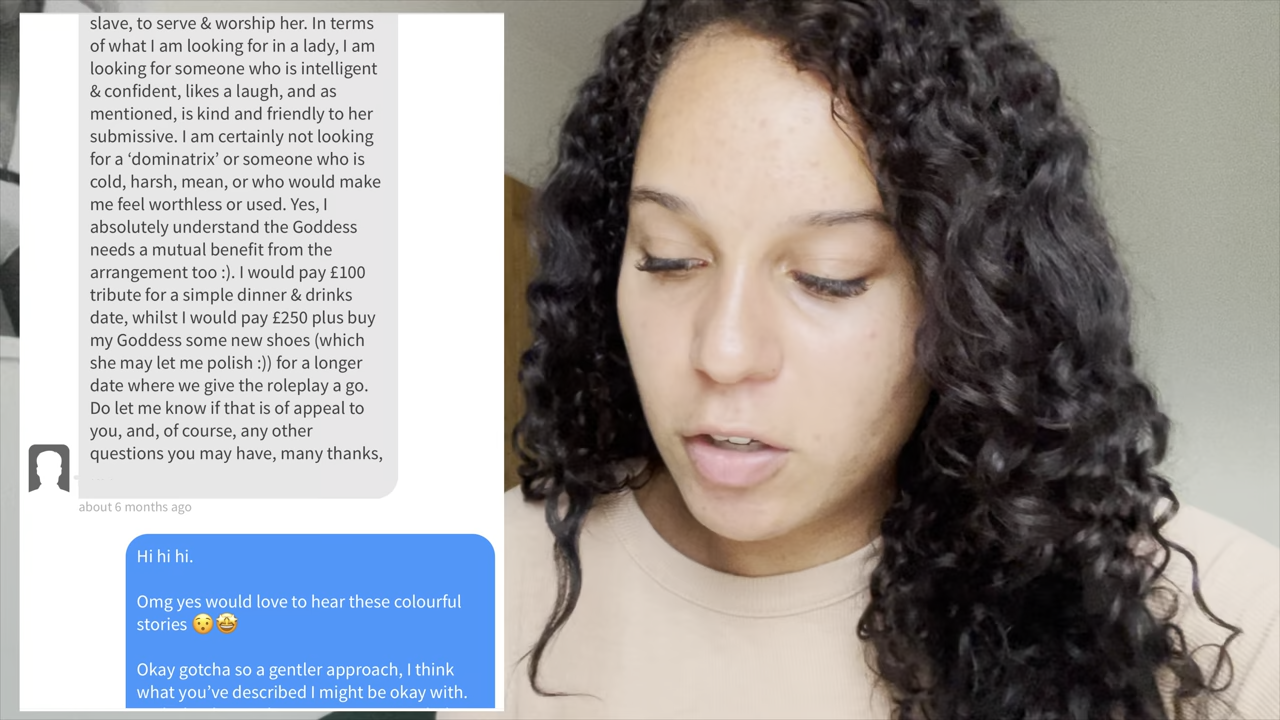 slave, to serve & worship her. In terms
of what I am looking for in a lady, I am
looking for someone who is intelligent
& confident, likes a laugh, and as
mentioned, is kind and friendly to her
submissive. I am certainly not looking
for a ‘dominatrix’ or someone who is
cold, harsh, mean, or who would make
me feel worthless or used. Yes, I
absolutely understand the Goddess
needs a mutual benefit from the
arrangement too :). I would pay £100
tribute for a simple dinner & drinks
date, whilst I would pay £250 plus buy
my Goddess some new shoes (which
she may let me polish :)) for a longer
date where we give the roleplay a go.
Do let me know if that is of appeal to
you, and, of course, any other
questions you may have, many thanks,
about 6 months ago
Hi hi hi.
Omg yes would love to hear these colourful
stories 😯🤩
Okay gotcha so a gentler approach, I think
what you’ve described I might be okay with.